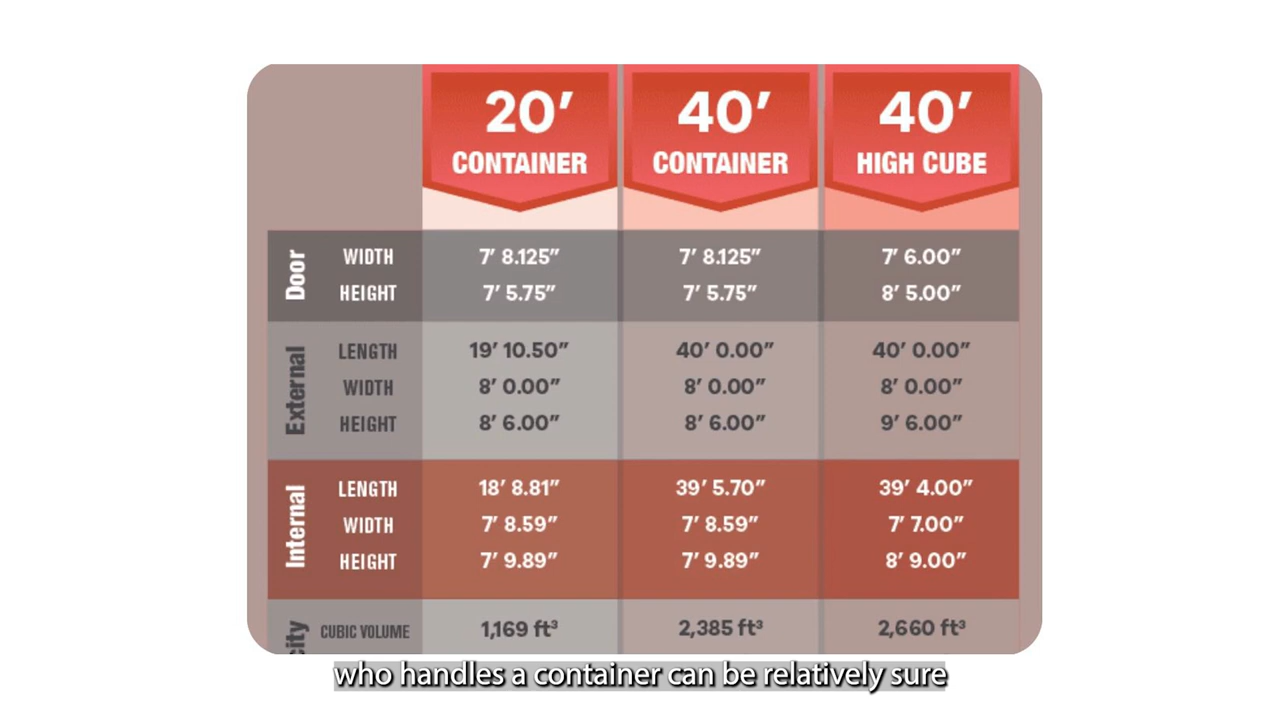 20′ 40′ 40′
CONTAINER CONTAINER HIGH CUBE
Door
WIDTH 7′ 8.125″ 7′ 8.125″ 7′ 6.00″
HEIGHT 7′ 5.75″ 7′ 5.75″ 8′ 5.00″
External
LENGTH 19′ 10.50″ 40′ 0.00″ 40′ 0.00″
WIDTH 8′ 0.00″ 8′ 0.00″ 8′ 0.00″
HEIGHT 8′ 6.00″ 8′ 6.00″ 9′ 6.00″
Internal
LENGTH 18′ 8.81″ 39′ 5.70″ 39′ 4.00″
WIDTH 7′ 8.59″ 7′ 8.59″ 7′ 7.00″
HEIGHT 7′ 9.89″ 7′ 9.89″ 8′ 9.00″
CUBIC VOLUME 1,169 ft³ 2,385 ft³ 2,660 ft³
who handles a container can be relatively sure